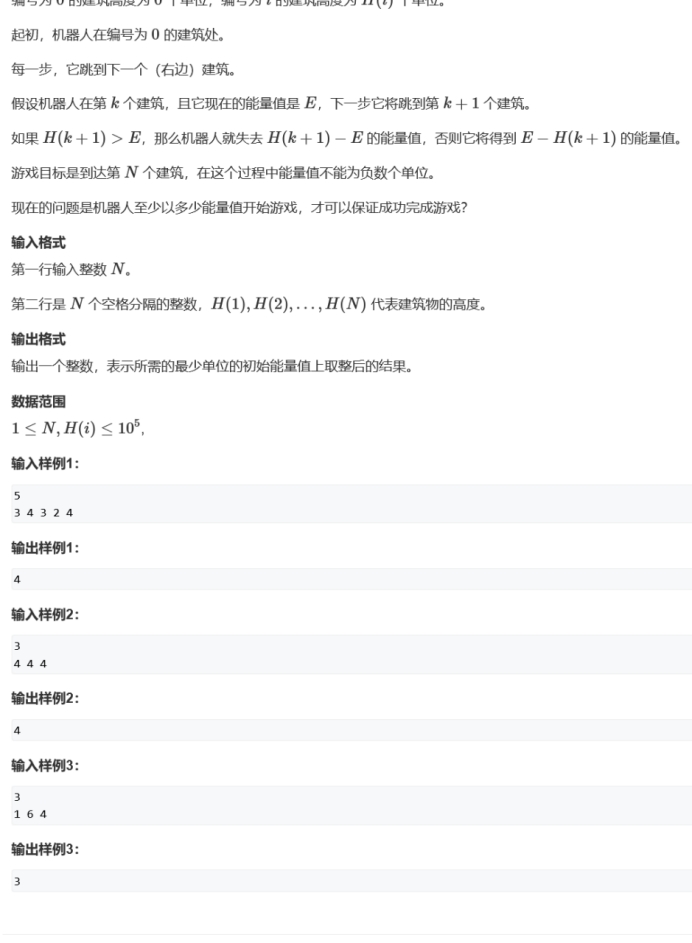 编号为 0 的建筑高度为 0 个单位，编号为 i 的建筑高度为 H(i) 个单位。
起初，机器人在编号为 0 的建筑处。
每一步，它跳到下一个（右边）建筑。
假设机器人在第 k 个建筑，且它现在的能量值是 E，下一步它将跳到第 k + 1 个建筑。
如果 H(k + 1) > E，那么机器人就失去 H(k + 1) − E 的能量值，否则它将得到 E − H(k + 1) 的能量值。
游戏目标是到达第 N 个建筑，在这个过程中能量值不能为负数个单位。
现在的问题是机器人至少以多少能量值开始游戏，才可以保证成功完成游戏？
输入格式
第一行输入整数 N。
第二行是 N 个空格分隔的整数，H(1), H(2), . . . , H(N) 代表建筑物的高度。
输出格式
输出一个整数，表示所需的最少单位的初始能量值上取整后的结果。
数据范围
1 ≤ N, H(i) ≤ 10⁵,
输入样例1：
5
3 4 3 2 4
输出样例1：
4
输入样例2：
3
4 4 4
输出样例2：
4
输入样例3：
3
1 6 4
输出样例3：
3